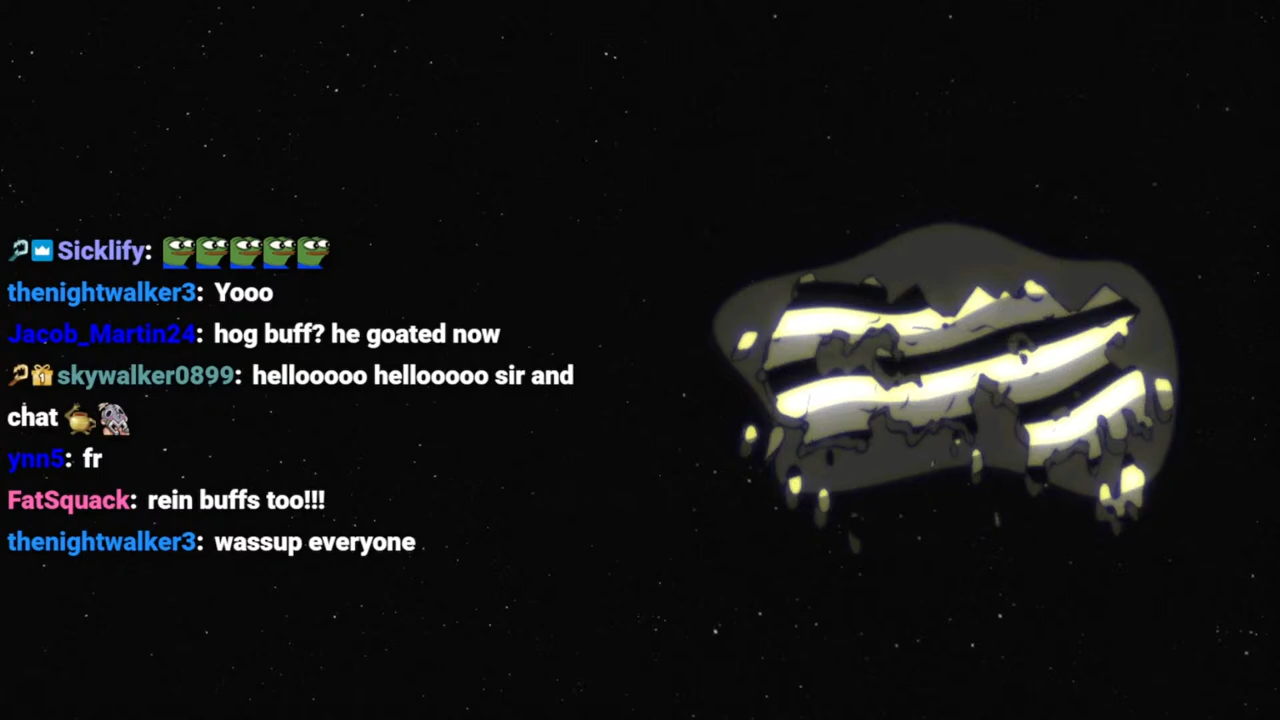 Sicklify:
thenightwalker3: Yooo
Jacob_Martin24: hog buff? he goated now
skywalker0899: hellooooo hellooooo sir and
chat
ynn5: fr
FatSquack: rein buffs too!!!
thenightwalker3: wassup everyone